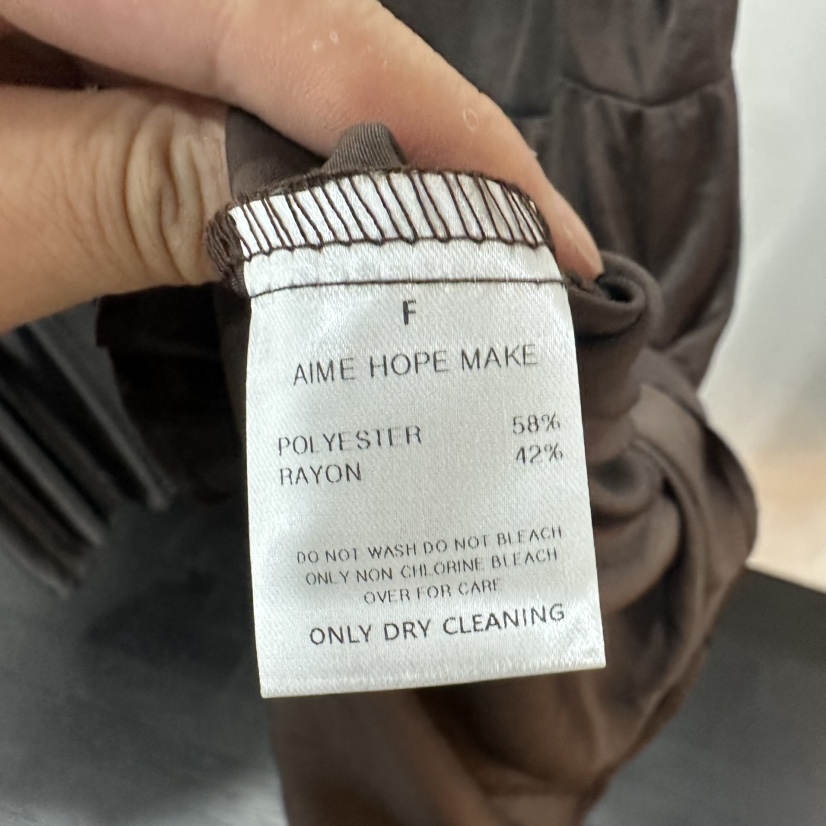 F
AIME HOPE MAKE
POLYESTER 58%
RAYON 42%
DO NOT WASH DO NOT BLEACH
ONLY NON CHLORINE BLEACH
OVER FOR CARE
ONLY DRY CLEANING